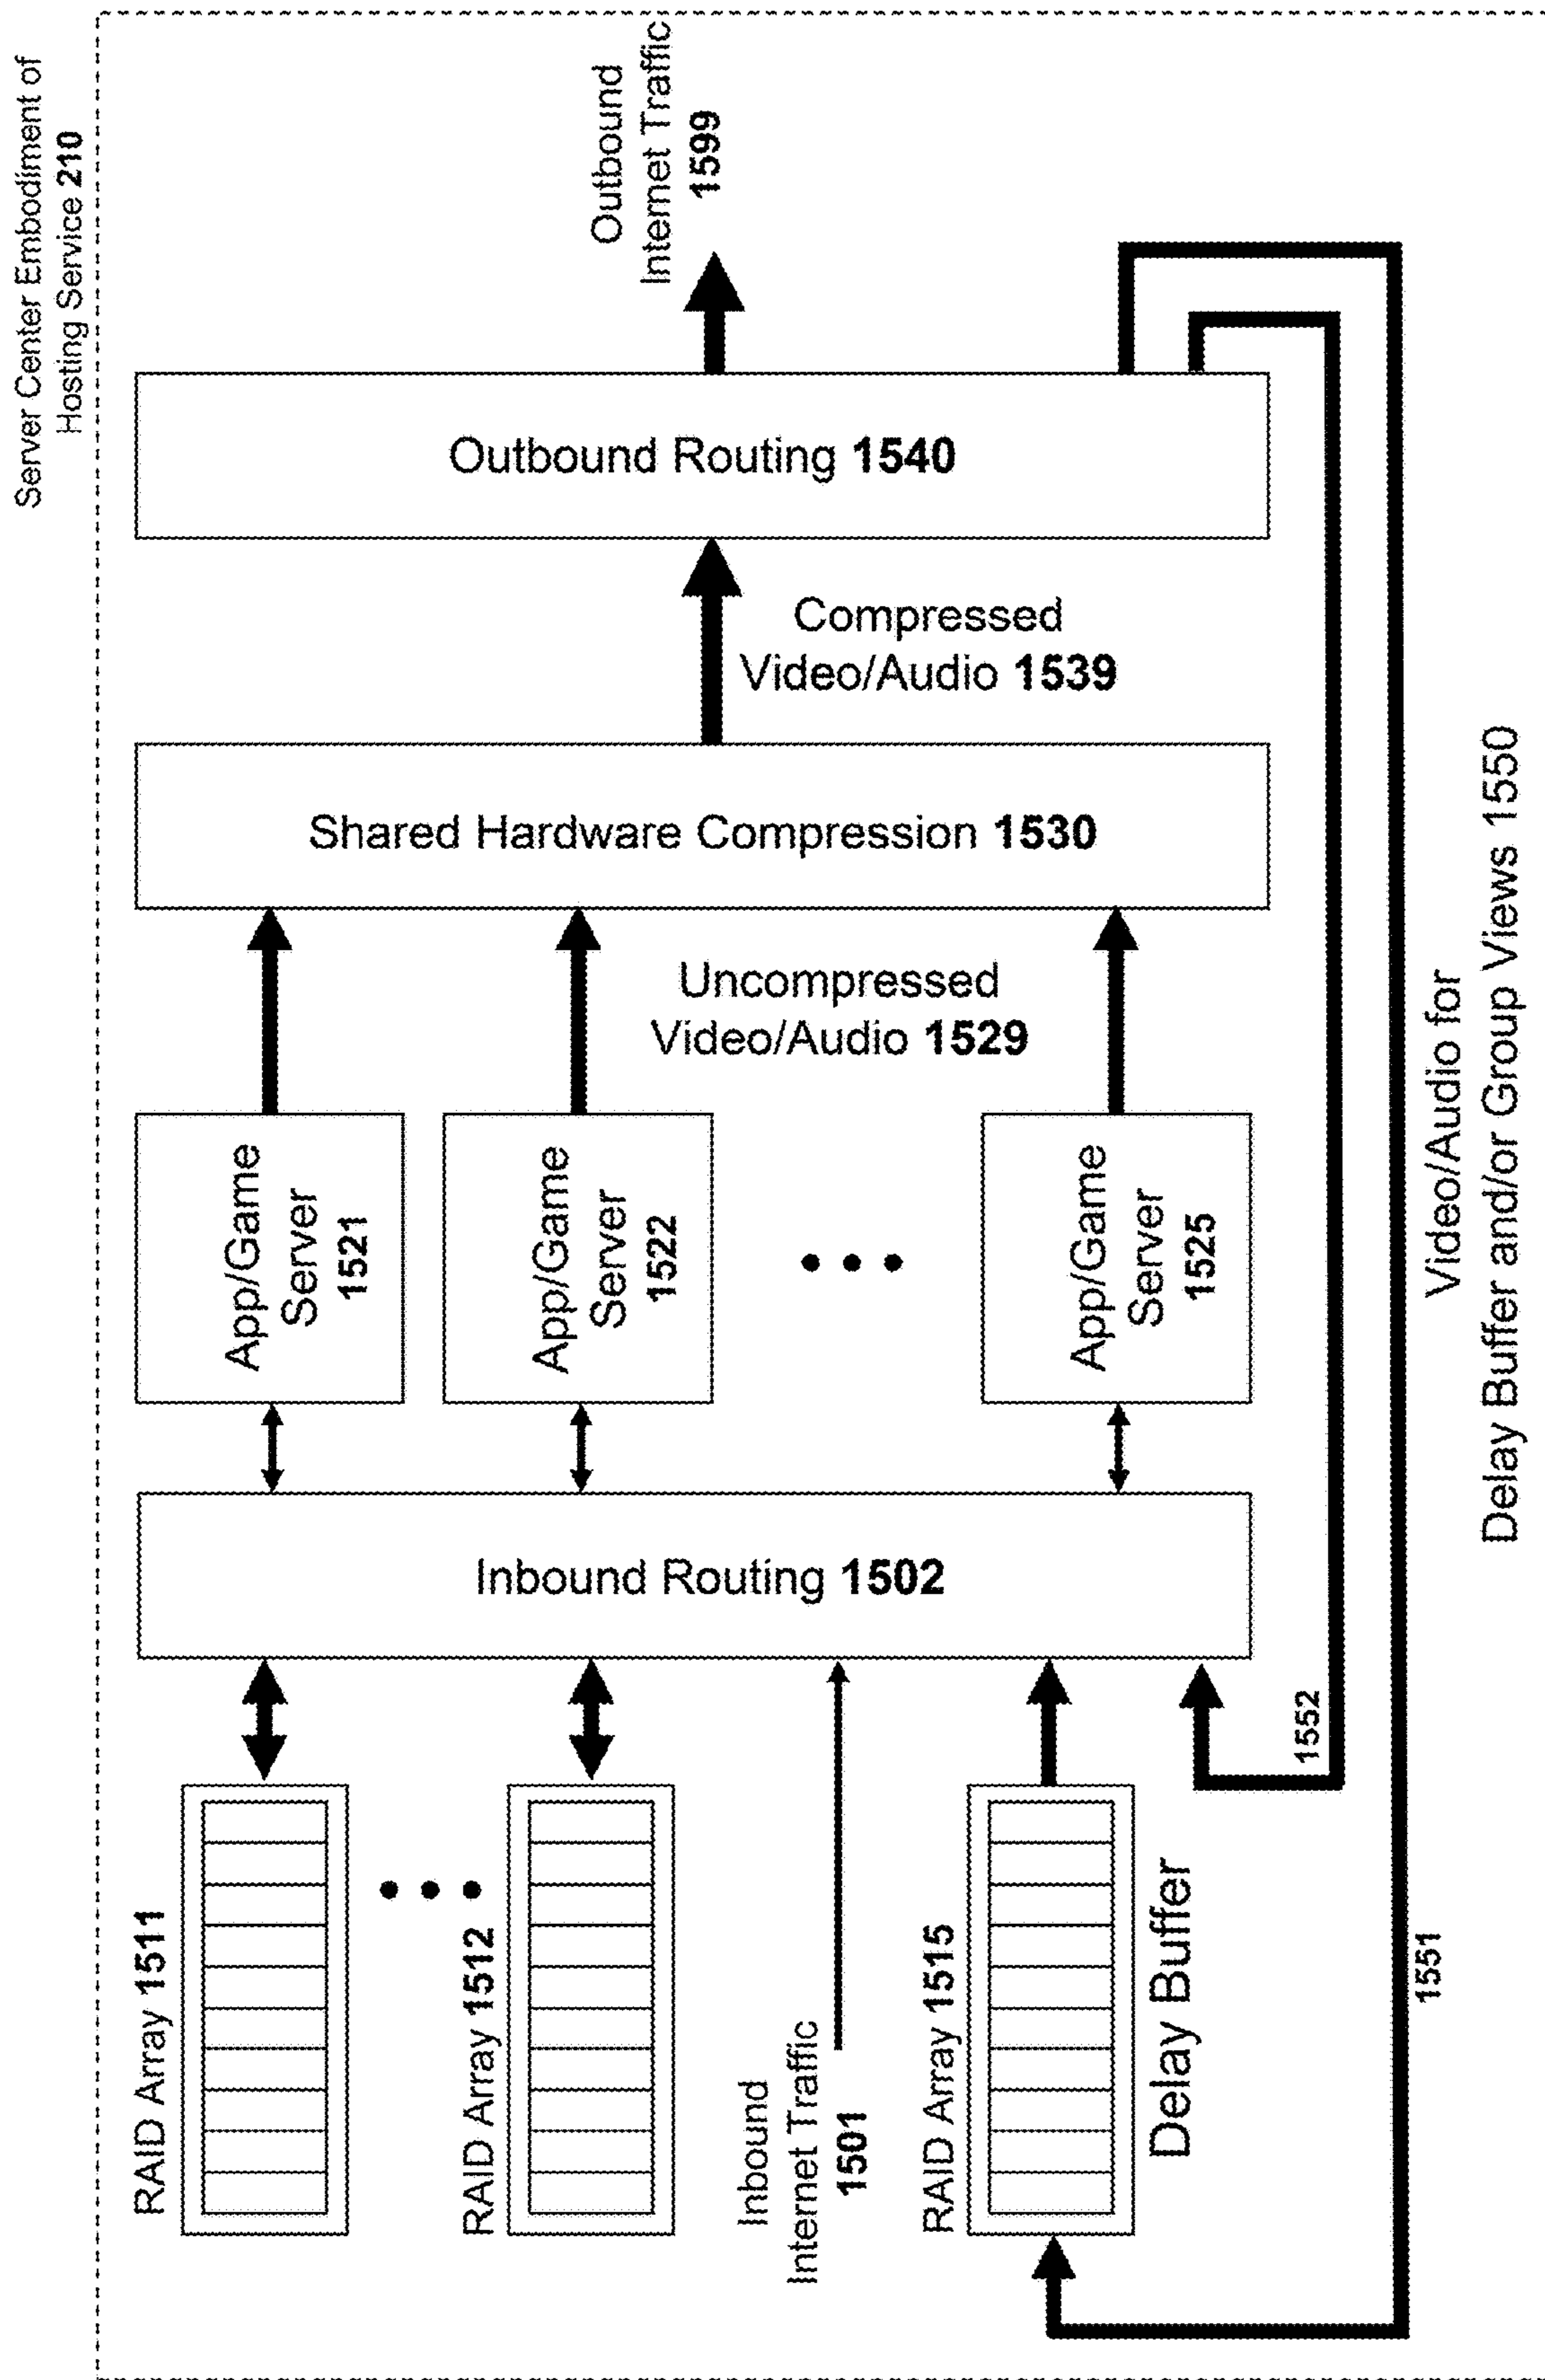 Server Center Embodiment of
Hosting Service 210
RAID Array 1511
RAID Array 1512
Inbound
Internet Traffic
1501
RAID Array 1515
Delay Buffer
Inbound Routing 1502
App/Game
Server
1521
App/Game
Server
1522
App/Game
Server
1525
Uncompressed
Video/Audio 1529
Shared Hardware Compression 1530
Compressed
Video/Audio 1539
Outbound Routing 1540
Outbound
Internet Traffic
1599
1552
1551
Video/Audio for
Delay Buffer and/or Group Views 1550